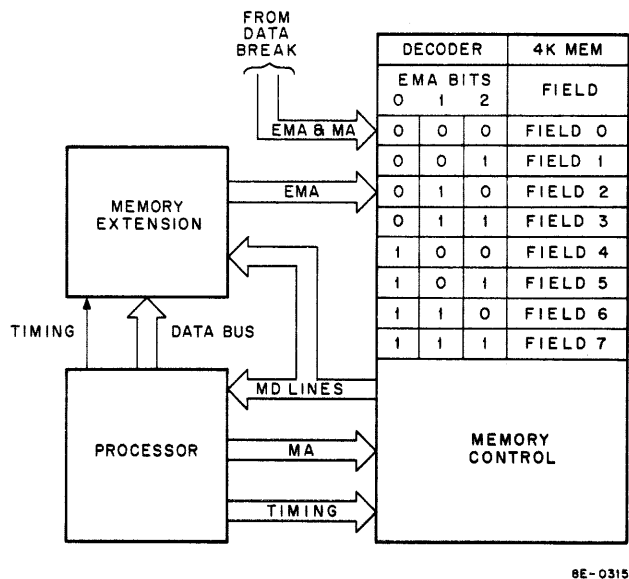 FROM
DATA
BREAK
EMA & MA
DECODER 4K MEM
EMA BITS FIELD
0 1 2
0 0 0 FIELD 0
0 0 1 FIELD 1
0 1 0 FIELD 2
0 1 1 FIELD 3
1 0 0 FIELD 4
1 0 1 FIELD 5
1 1 0 FIELD 6
1 1 1 FIELD 7
MEMORY
EXTENSION
EMA
TIMING
DATA BUS
MD LINES
PROCESSOR
MA
TIMING
MEMORY
CONTROL
8E-0315